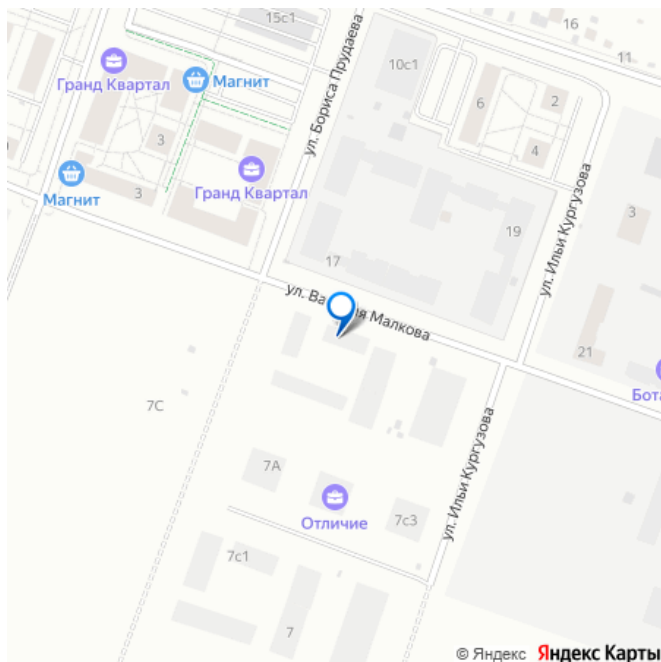 15с1
16
11
Гранд Квартал
Магнит
ул. Бориса Прудаева
10с1
6
2
4
3
Гранд Квартал
Магнит
3
ул. Ильи Кургузова
3
17
19
ул. Ва
я Малкова
21
Бота
7С
ул. Ильи Кургузова
7А
Отличие
7с3
7с1
7
© Яндекс Яндекс Карты